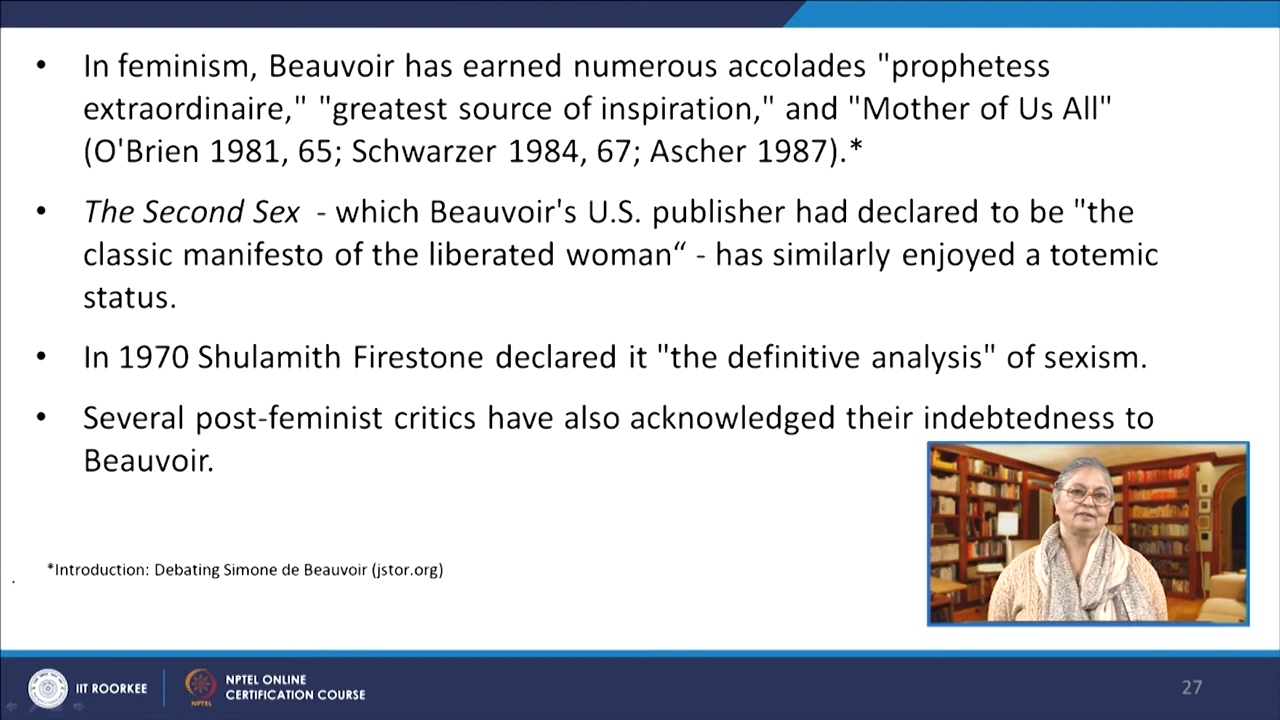 • In feminism, Beauvoir has earned numerous accolades "prophetess
extraordinaire," "greatest source of inspiration," and "Mother of Us All"
(O'Brien 1981, 65; Schwarzer 1984, 67; Ascher 1987).*
• The Second Sex - which Beauvoir's U.S. publisher had declared to be "the
classic manifesto of the liberated woman“ - has similarly enjoyed a totemic
status.
• In 1970 Shulamith Firestone declared it "the definitive analysis" of sexism.
• Several post-feminist critics have also acknowledged their indebtedness to
Beauvoir.
*Introduction: Debating Simone de Beauvoir (jstor.org)
IIT ROORKEE
NPTEL
NPTEL ONLINE
CERTIFICATION COURSE
27